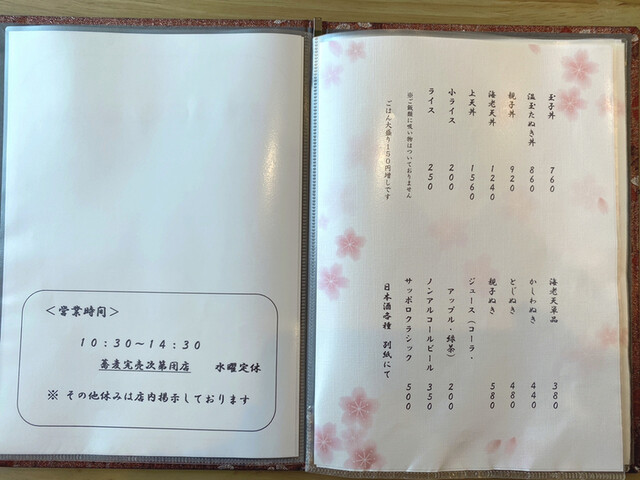 玉子丼 760
温玉たぬき丼 860
親子丼 920
海老天丼 1240
上天丼 1560
小ライス 200
ライス 250
※ご飯類に吸い物はついておりません
ごはん大盛り150円増しです
海老天単品 380
かしわぬき 440
とじぬき 480
親子ぬき 580
ジュース（コーラ・
アップル・緑茶） 200
ノンアルコールビール 350
サッポロクラシック 500
日本酒各種 別紙にて
＜営業時間＞
10:30～14:30
蕎麦完売次第閉店 水曜定休
※ その他休みは店内掲示しております